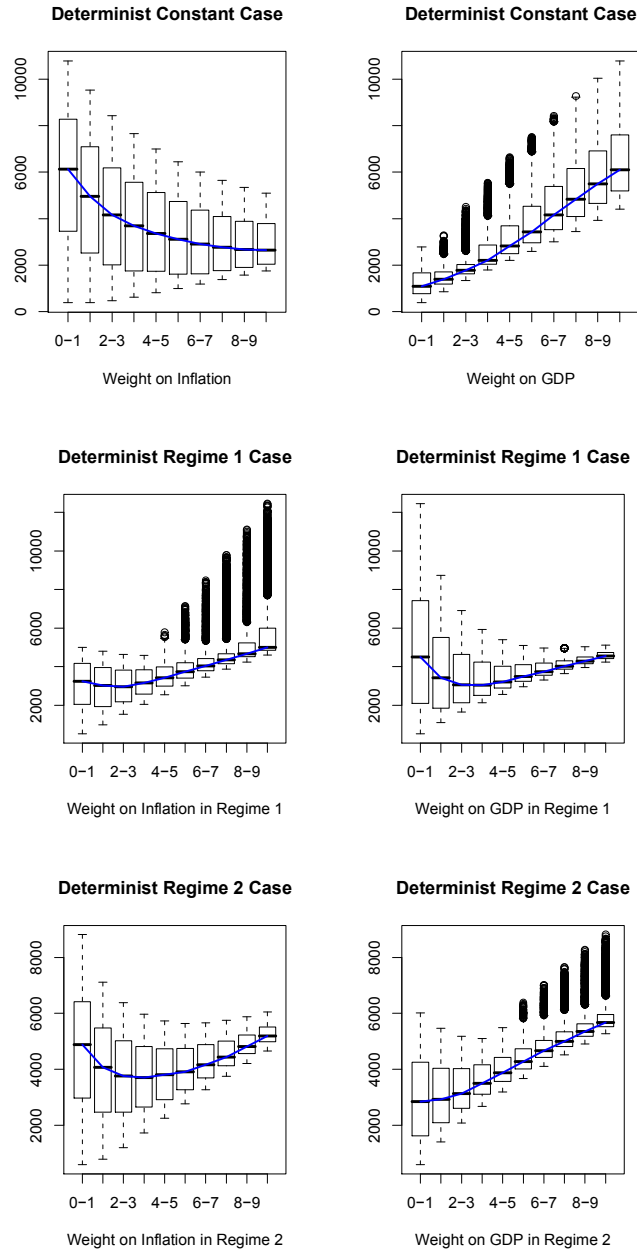 Determinist Constant Case
0 2000 6000 10000
0−1 2−3 4−5 6−7 8−9
Weight on Inflation
Determinist Constant Case
0 2000 6000 10000
0−1 2−3 4−5 6−7 8−9
Weight on GDP
Determinist Regime 1 Case
2000 6000 10000
0−1 2−3 4−5 6−7 8−9
Weight on Inflation in Regime 1
Determinist Regime 1 Case
2000 6000 10000
0−1 2−3 4−5 6−7 8−9
Weight on GDP in Regime 1
Determinist Regime 2 Case
2000 4000 6000 8000
0−1 2−3 4−5 6−7 8−9
Weight on Inflation in Regime 2
Determinist Regime 2 Case
2000 4000 6000 8000
0−1 2−3 4−5 6−7 8−9
Weight on GDP in Regime 2